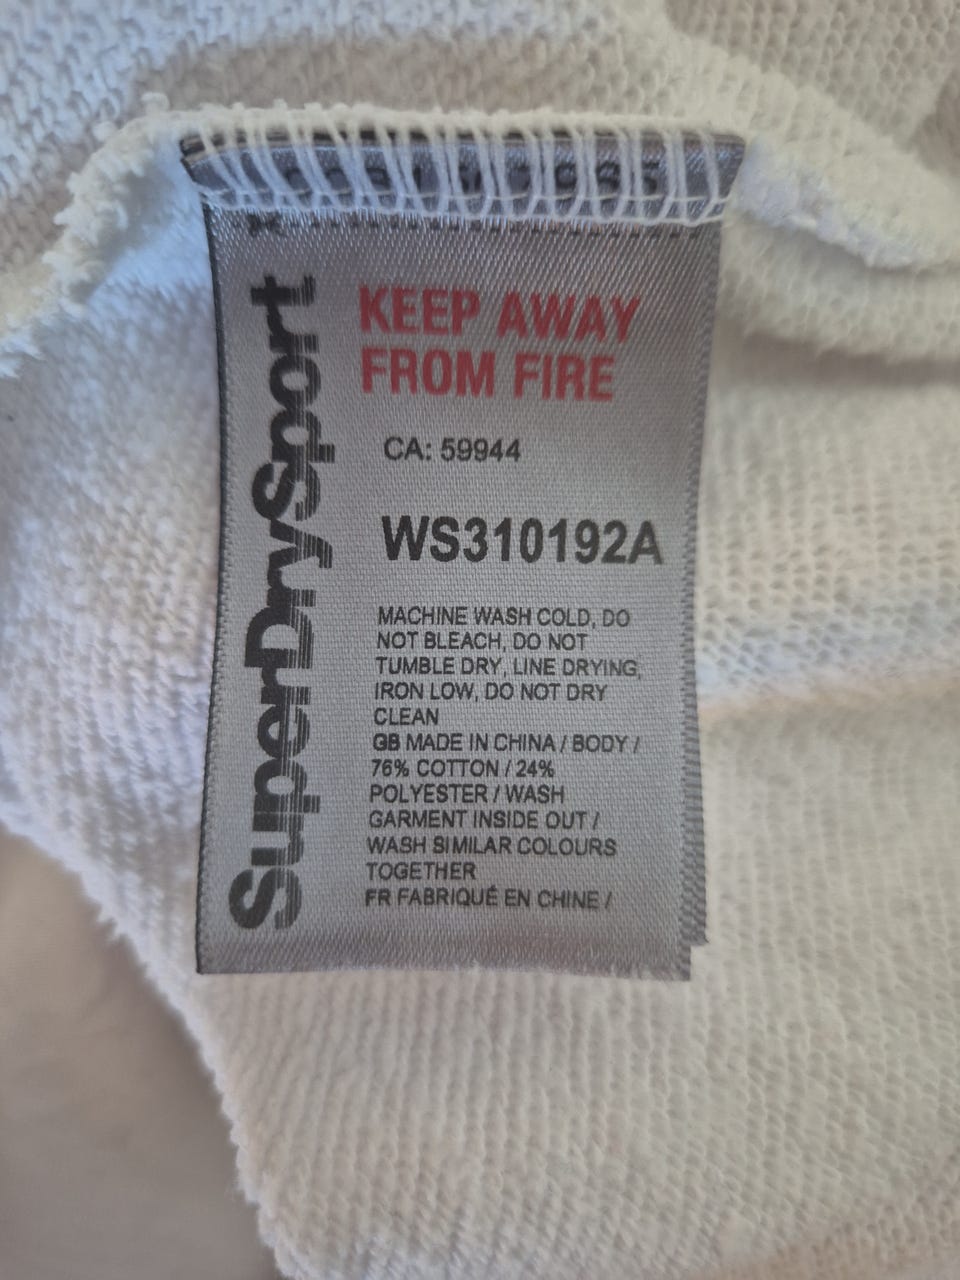 SuperDrySport
KEEP AWAY
FROM FIRE
CA: 59944
WS310192A
MACHINE WASH COLD, DO
NOT BLEACH, DO NOT
TUMBLE DRY, LINE DRYING,
IRON LOW, DO NOT DRY
CLEAN
GB MADE IN CHINA / BODY /
76% COTTON / 24%
POLYESTER / WASH
GARMENT INSIDE OUT /
WASH SIMILAR COLOURS
TOGETHER
FR FABRIQUÉ EN CHINE /